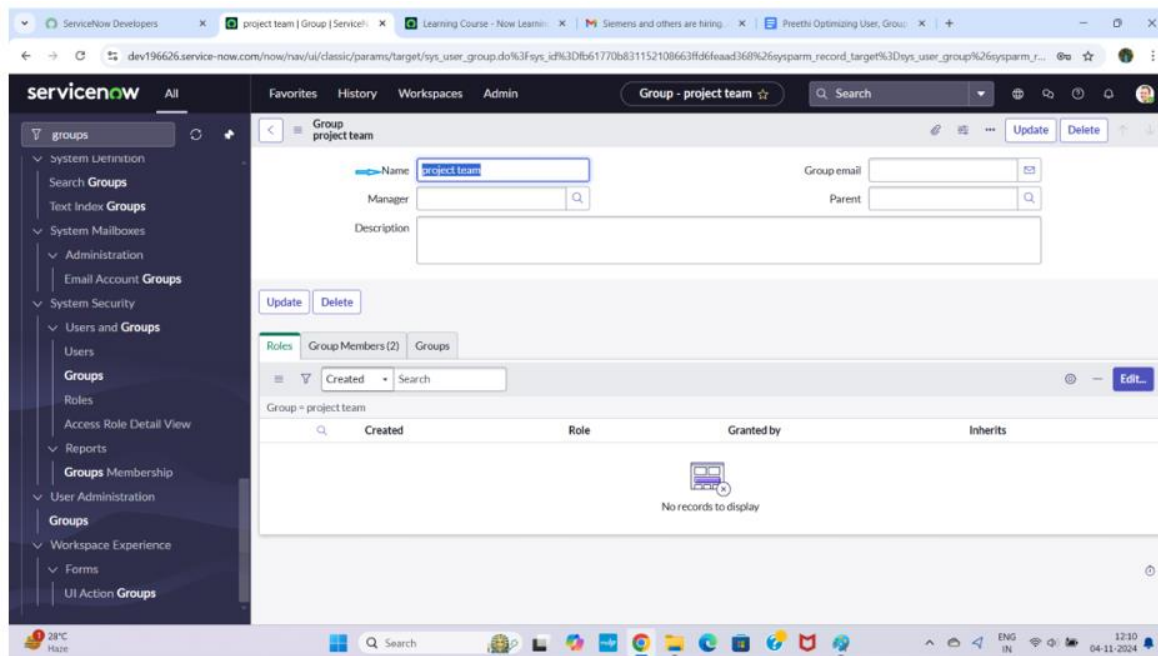 ServiceNow Developers
project team | Group | ServiceN
Learning Course - Now Learnin
Siemens and others are hiring.
Preethi Optimizing User, Group
dev196626.service-now.com/now/nav/ui/classic/params/target/sys_user_group.do%3Fsys_id%3Dfb61770b831152108663ffd6feaad368%26sysparm_record_target%3Dsys_user_group%26sysparm_r...
servicenow All Favorites History Workspaces Admin Group - project team Search
groups
Group
project team
Update Delete
System Definition
Search Groups
Text Index Groups
System Mailboxes
Administration
Email Account Groups
System Security
Users and Groups
Users
Groups
Roles
Access Role Detail View
Reports
Groups Membership
User Administration
Groups
Workspace Experience
Forms
UI Action Groups
Name project team Group email
Manager Parent
Description
Update Delete
Roles Group Members (2) Groups
Created Search Edit...
Group = project team
Created Role Granted by Inherits
No records to display
28°C
Haze
1
Search
ENG
IN
12:10
04-11-2024